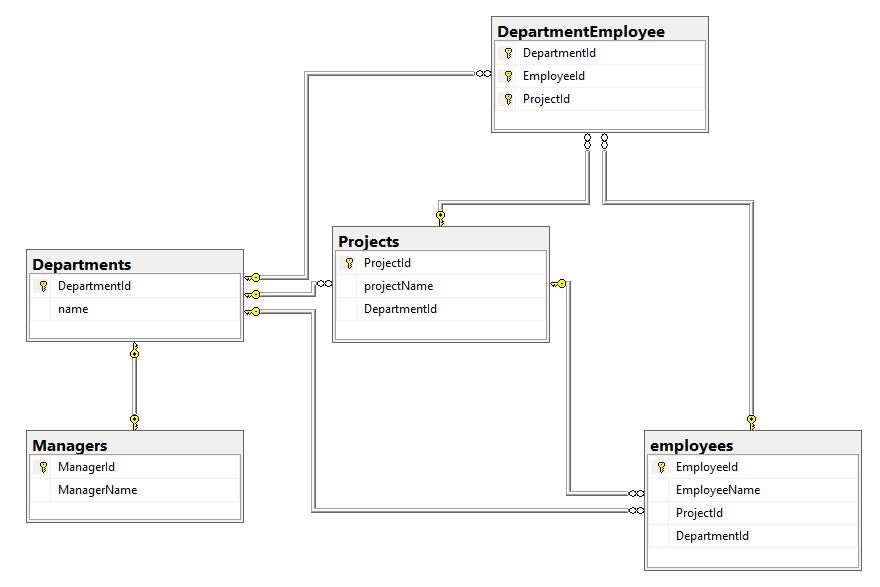 DepartmentEmployee
DepartmentId
EmployeeId
ProjectId
Projects
ProjectId
projectName
DepartmentId
Departments
DepartmentId
name
Managers
ManagerId
ManagerName
employees
EmployeeId
EmployeeName
ProjectId
DepartmentId